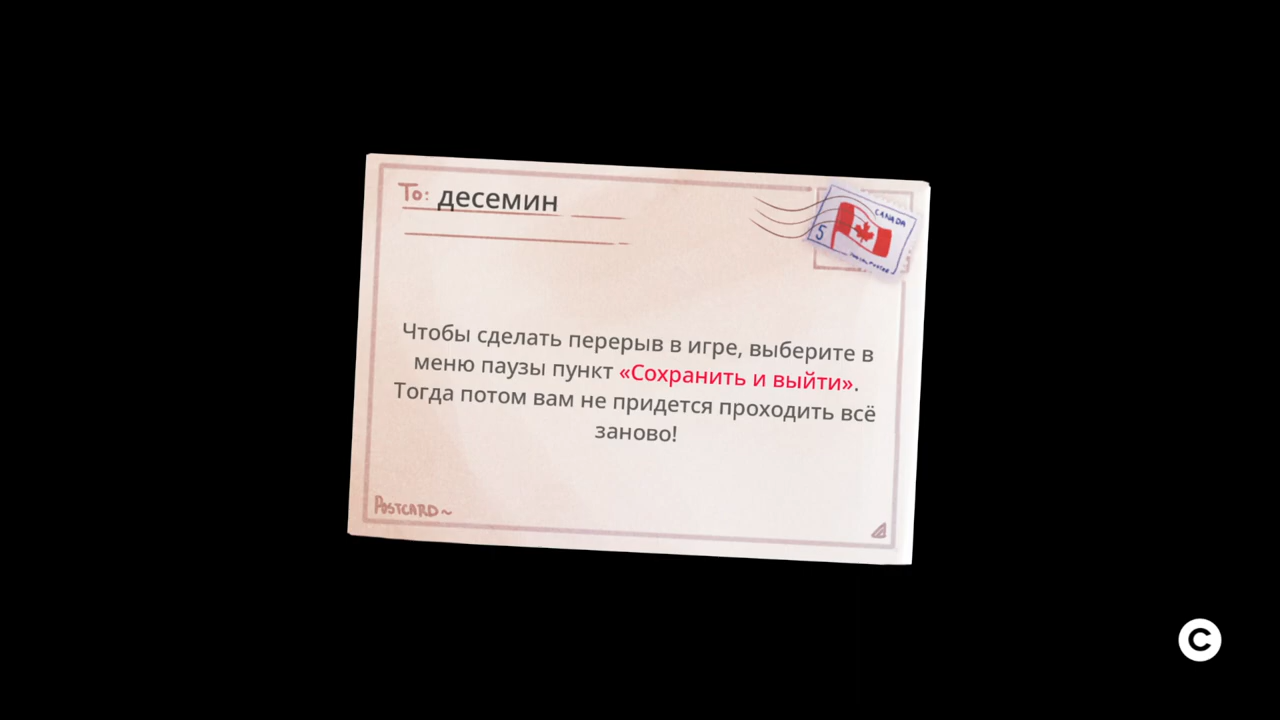 To: десемин
CANADA
5
Чтобы сделать перерыв в игре, выберите в
меню паузы пункт «Сохранить и выйти».
Тогда потом вам не придется проходить всё
заново!
POSTCARD~
C